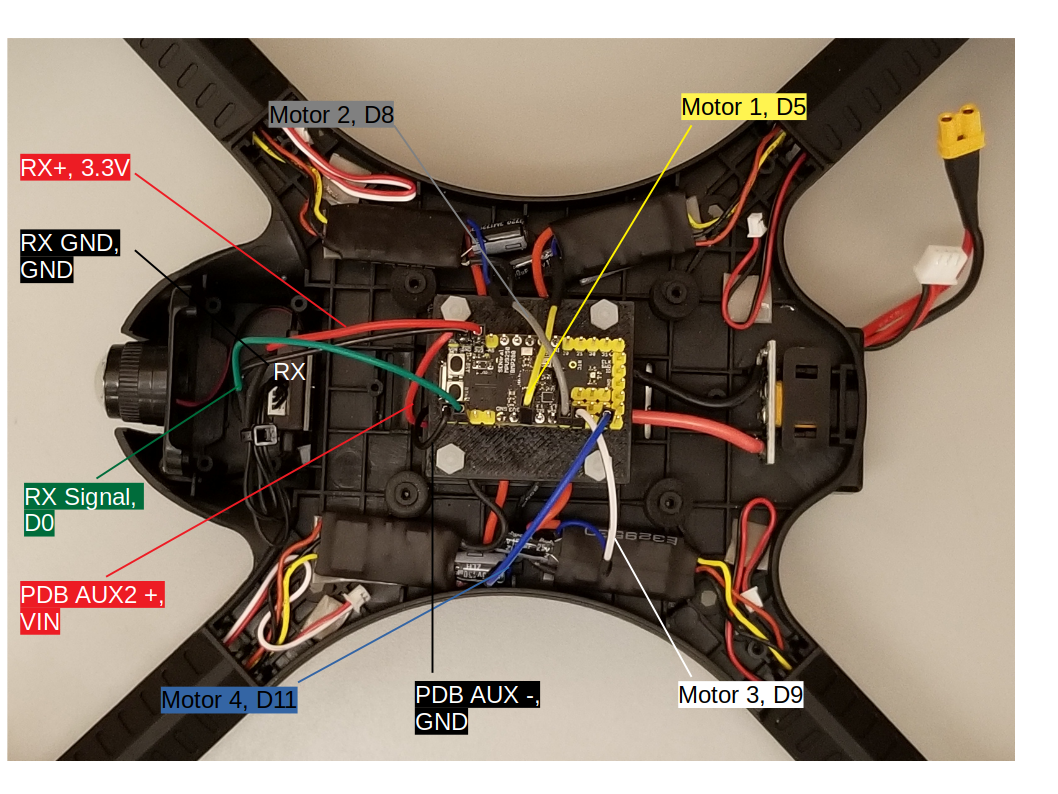 Motor 2, D8
Motor 1, D5
RX+, 3.3V
RX GND,
GND
RX
RX Signal,
D0
PDB AUX2 +,
VIN
Motor 4, D11
PDB AUX -,
GND
Motor 3, D9
E329520